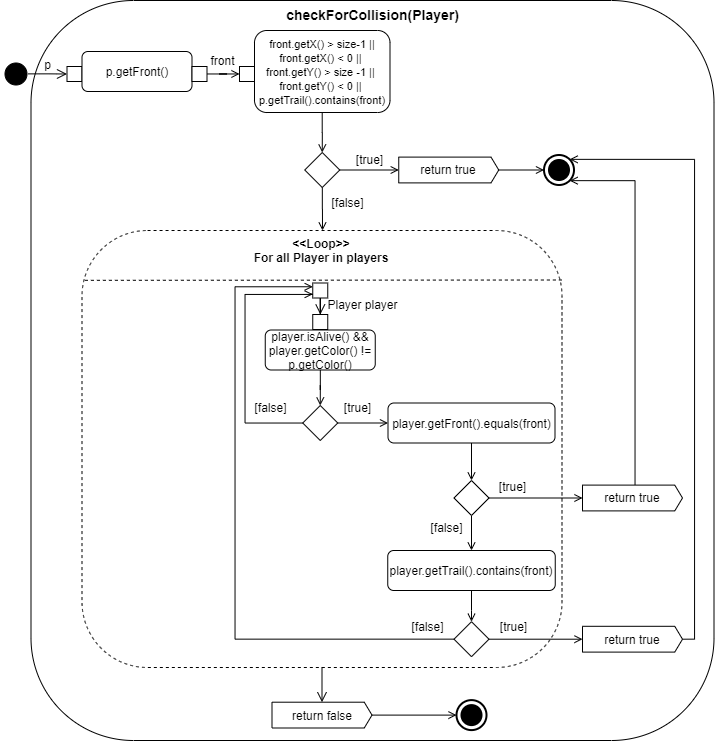 checkForCollision(Player)
p
p.getFront()
front
front.getX() > size-1 ||
front.getX() < 0 ||
front.getY() > size -1 ||
front.getY() < 0 ||
p.getTrail().contains(front)
[true]
return true
[false]
<<Loop>>
For all Player in players
Player player
player.isAlive() &&
player.getColor() !=
p.getColor()
[false]
[true]
player.getFront().equals(front)
[true]
return true
[false]
player.getTrail().contains(front)
[false]
[true]
return true
return false